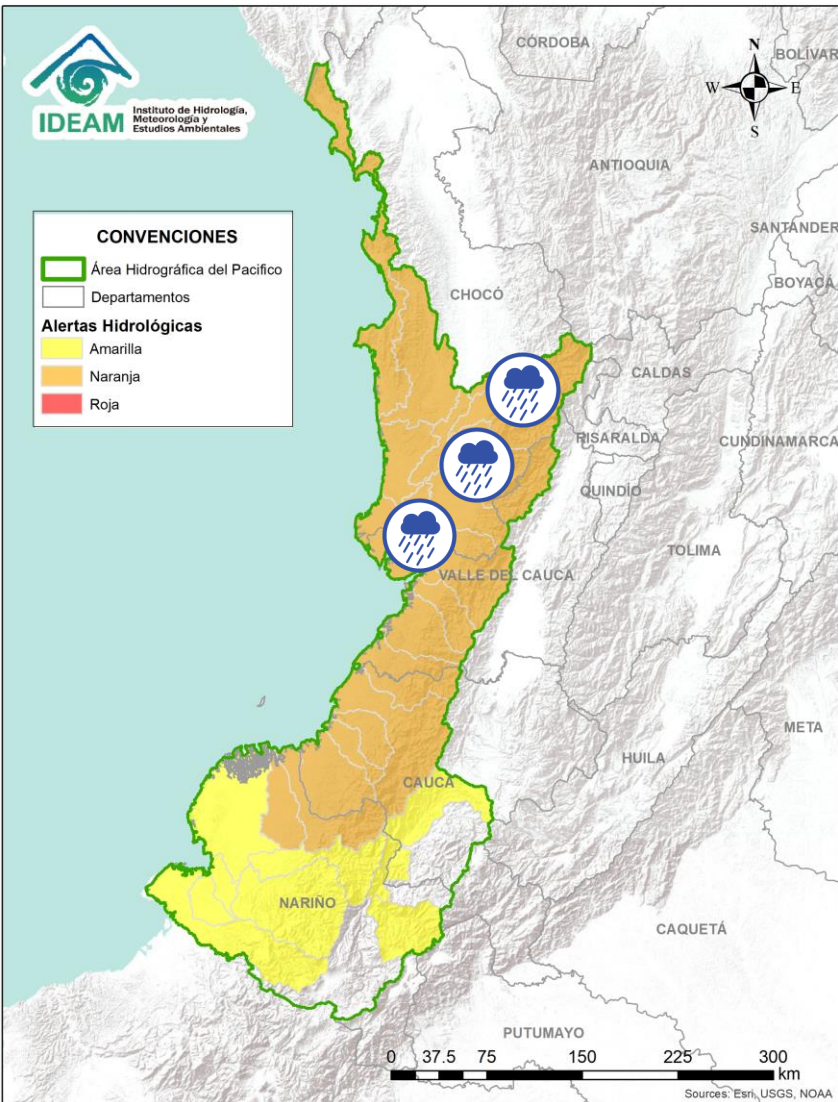 IDEAM
Instituto de Hidrología,
Meteorología y
Estudios Ambientales
N
W
E
S
CÓRDOBA
BOLÍVAR
ANTIOQUIA
SANTANDER
BOYACÁ
CHOCÓ
CALDAS
RISARALDA
CUNDINAMARCA
QUINDÍO
TOLIMA
VALLE DEL CAUCA
META
HUILA
CAUCA
NARIÑO
CAQUETÁ
PUTUMAYO
CONVENCIONES
Área Hidrográfica del Pacifico
Departamentos
Alertas Hidrológicas
Amarilla
Naranja
Roja
0 37.5 75 150 225 300
km
Sources: Esri, USGS, NOAA